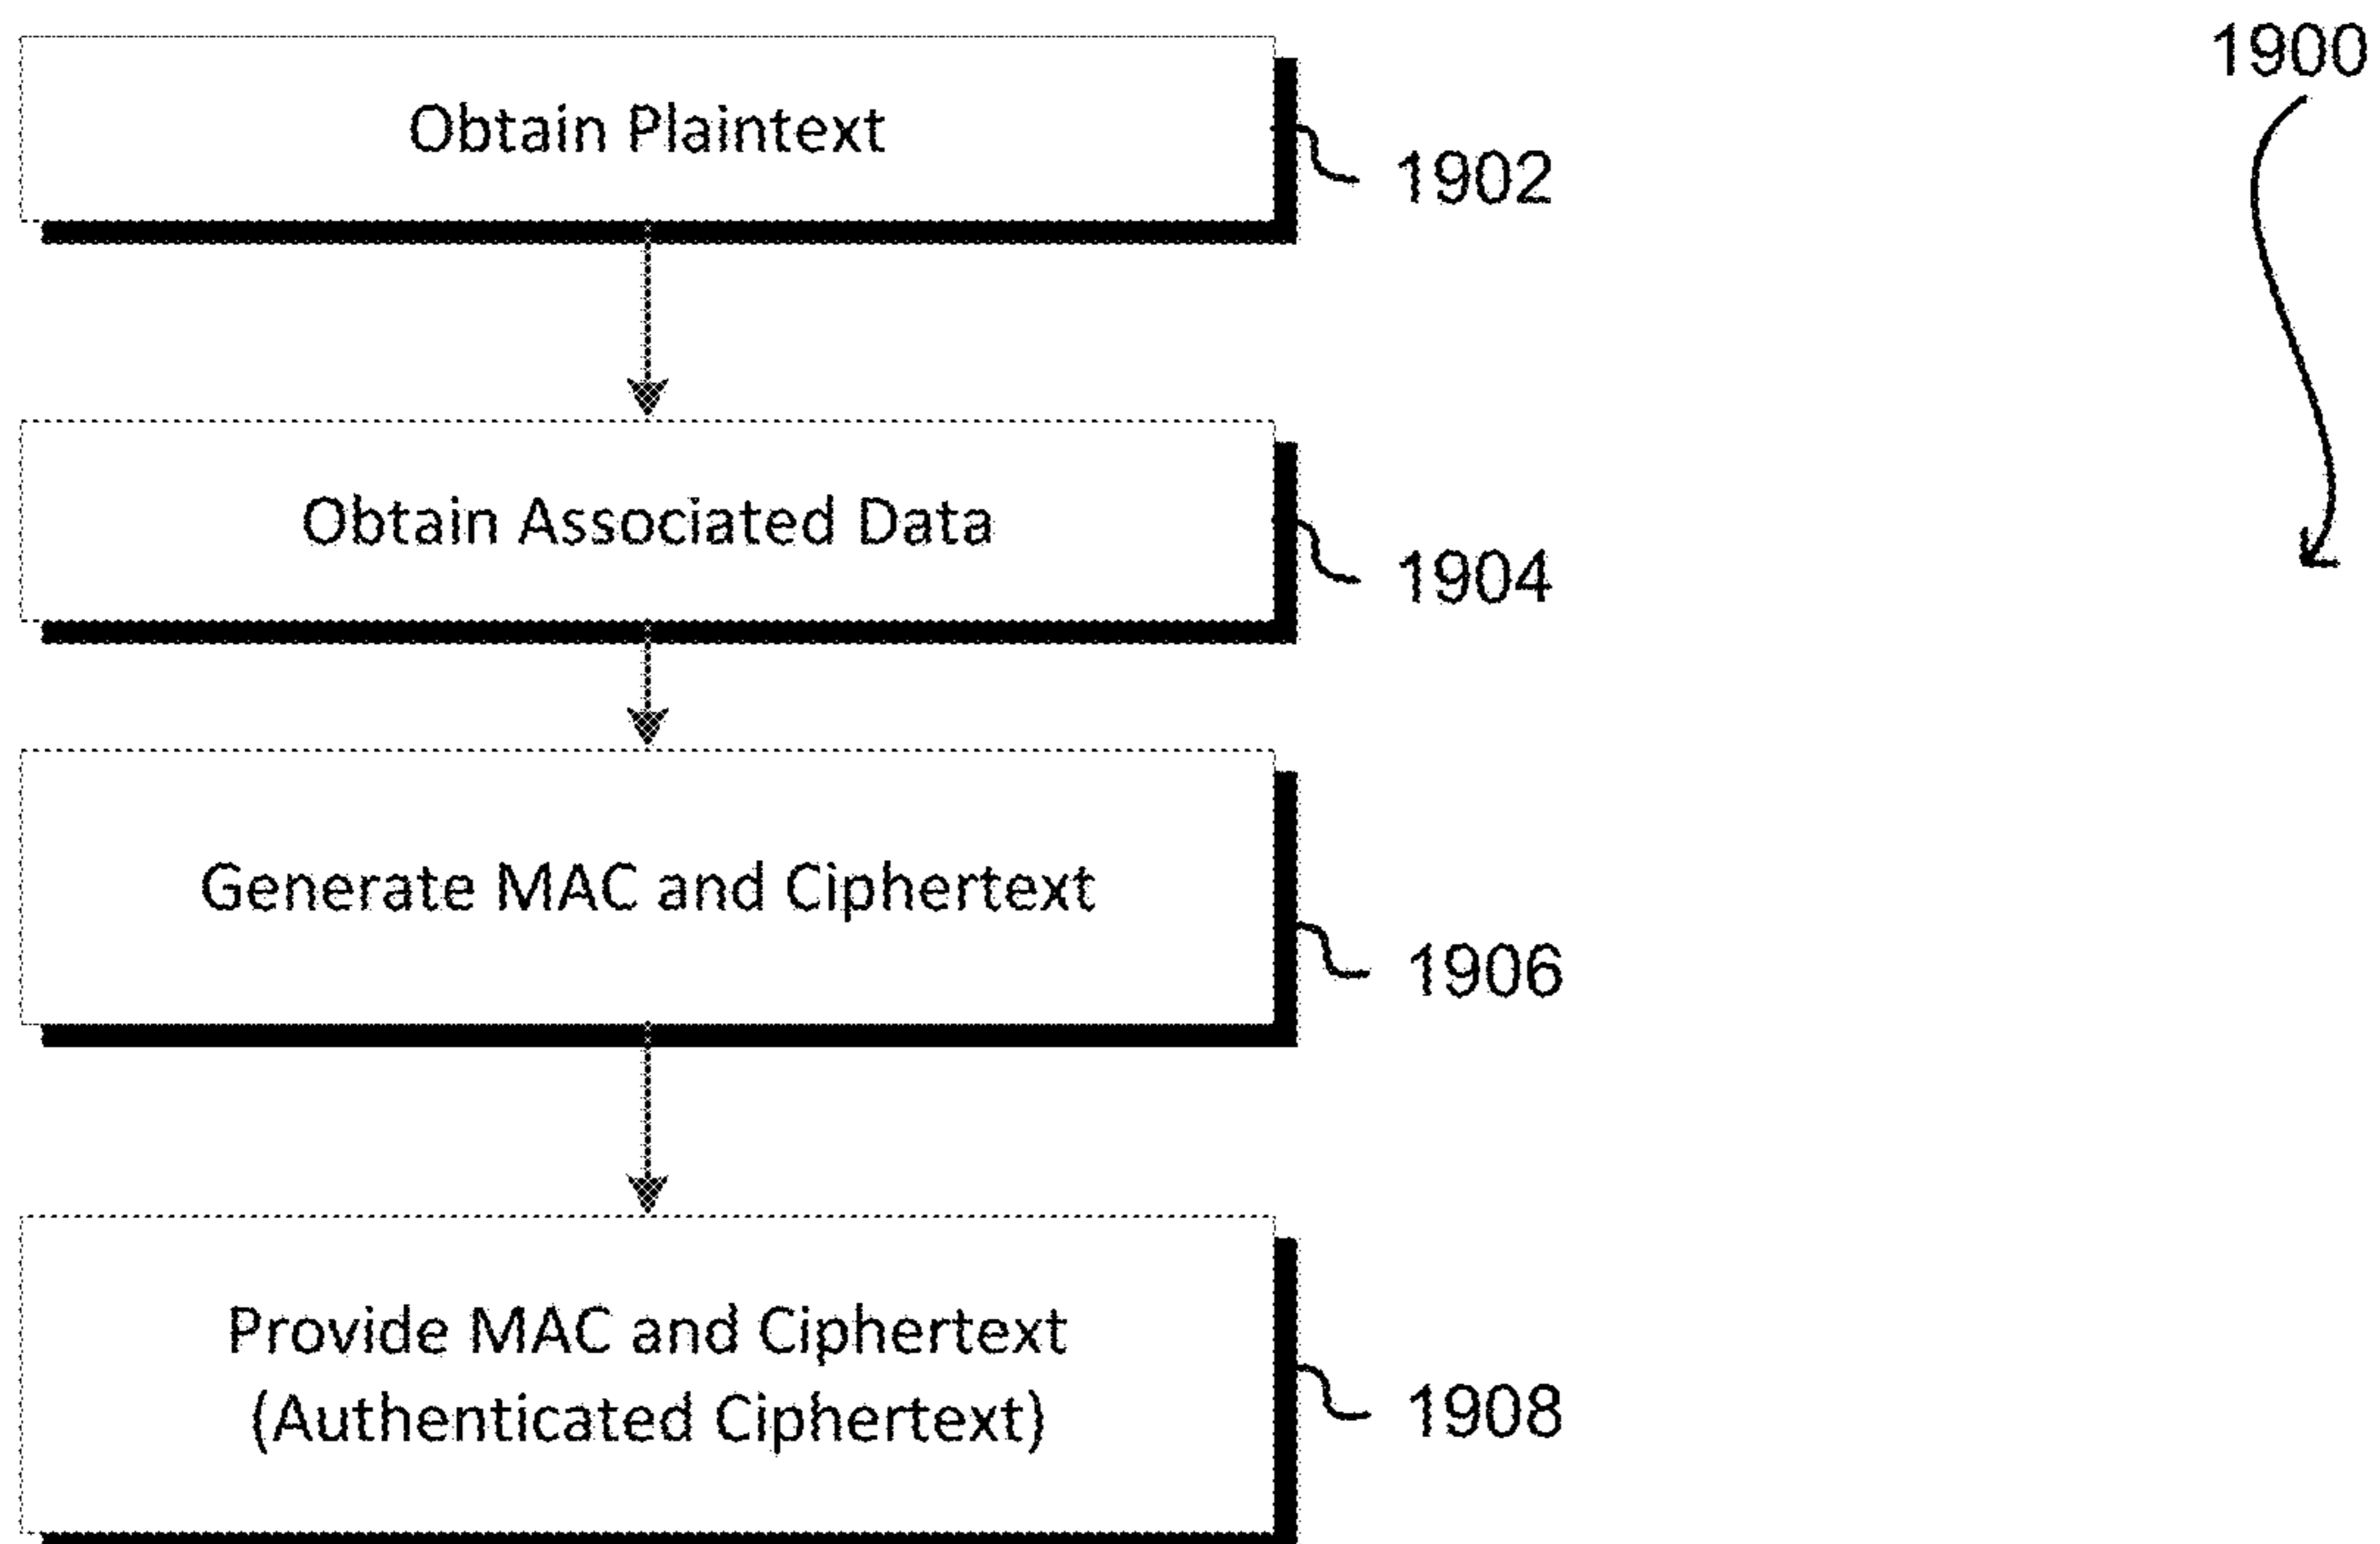 1900
Obtain Plaintext
1902
Obtain Associated Data
1904
Generate MAC and Ciphertext
1906
Provide MAC and Ciphertext
(Authenticated Ciphertext)
1908